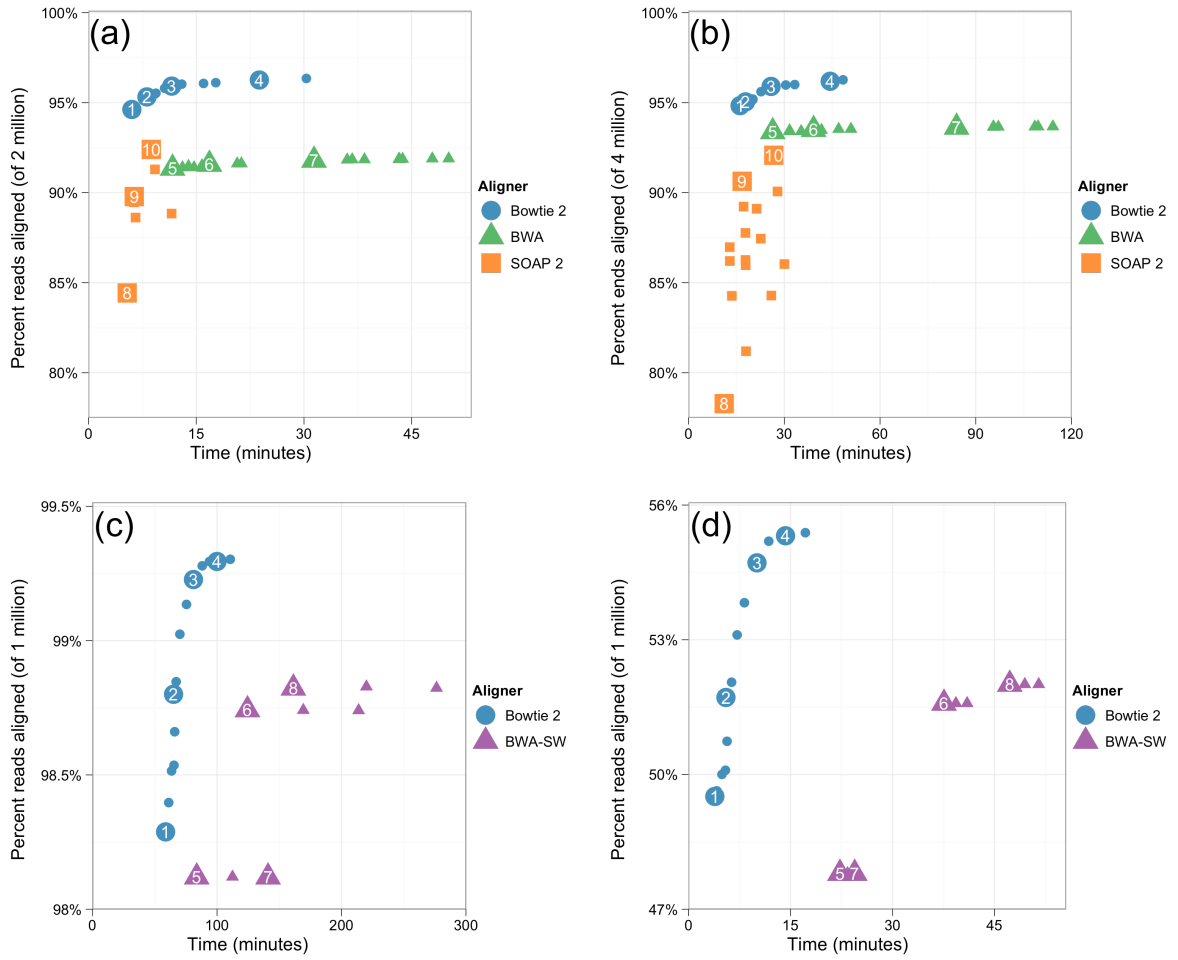 (a)
Percent reads aligned (of 2 million)
100%
95%
90%
85%
80%
1
2
3
4
5
6
7
8
9
10
0
15
30
45
Time (minutes)
Aligner
Bowtie 2
BWA
SOAP 2
(b)
Percent ends aligned (of 4 million)
100%
95%
90%
85%
80%
1
2
3
4
5
6
7
8
9
10
0
30
60
90
120
Time (minutes)
Aligner
Bowtie 2
BWA
SOAP 2
(c)
Percent reads aligned (of 1 million)
99.5%
99%
98.5%
98%
1
2
3
4
5
6
7
8
0
100
200
300
Time (minutes)
Aligner
Bowtie 2
BWA-SW
(d)
Percent reads aligned (of 1 million)
56%
53%
50%
47%
1
2
3
4
5
6
7
8
0
15
30
45
Time (minutes)
Aligner
Bowtie 2
BWA-SW